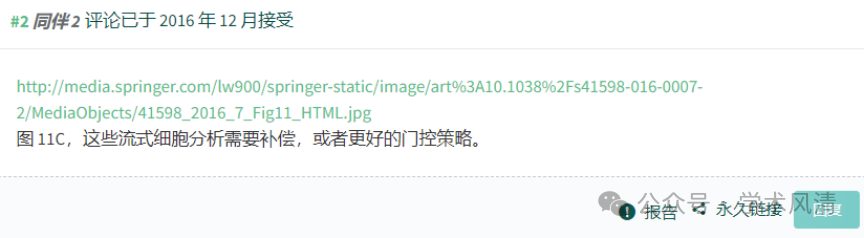 #2 同伴 2 评论已于 2016 年 12 月接受
http://media.springer.com/lw900/springer-static/image/art%3A10.1038%2Fs41598-016-0007-
2/MediaObjects/41598_2016_7_Fig11_HTML.jpg
图 11C，这些流式细胞分析需要补偿，或者更好的门控策略。
公众号 · 学术风清
报告 永久链接 回复